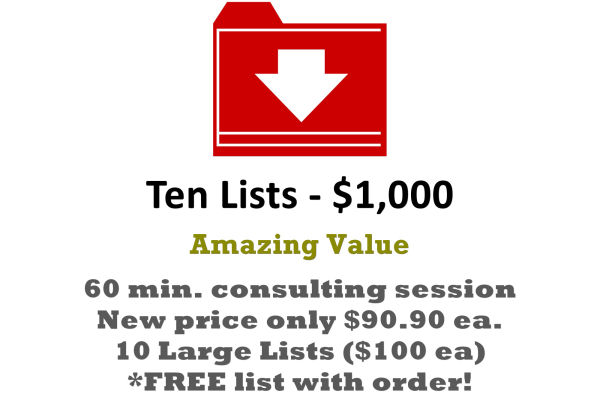 Ten Lists - $1,000
Amazing Value
60 min. consulting session
New price only $90.90 ea.
10 Large Lists ($100 ea)
*FREE list with order!